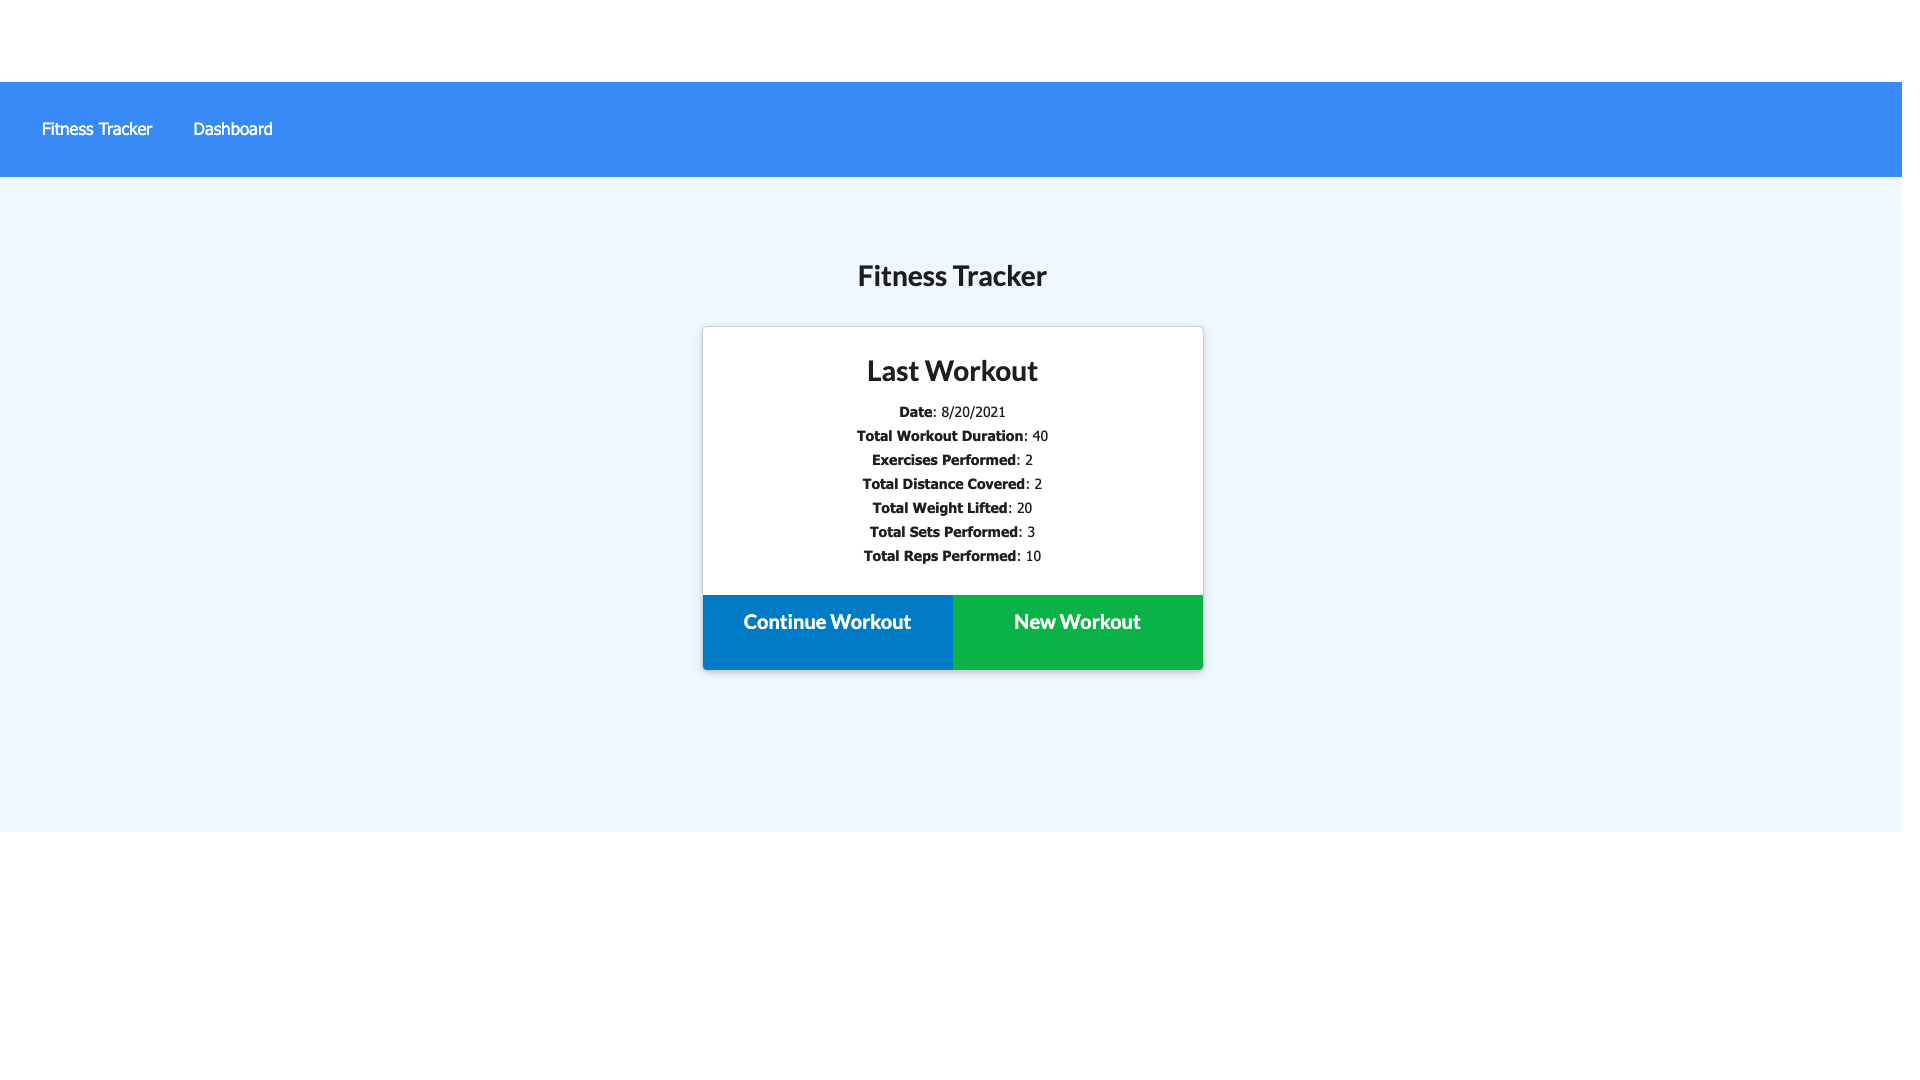 Fitness Tracker Dashboard
Fitness Tracker
Last Workout
Date: 8/20/2021
Total Workout Duration: 40
Exercises Performed: 2
Total Distance Covered: 2
Total Weight Lifted: 20
Total Sets Performed: 3
Total Reps Performed: 10
Continue Workout New Workout